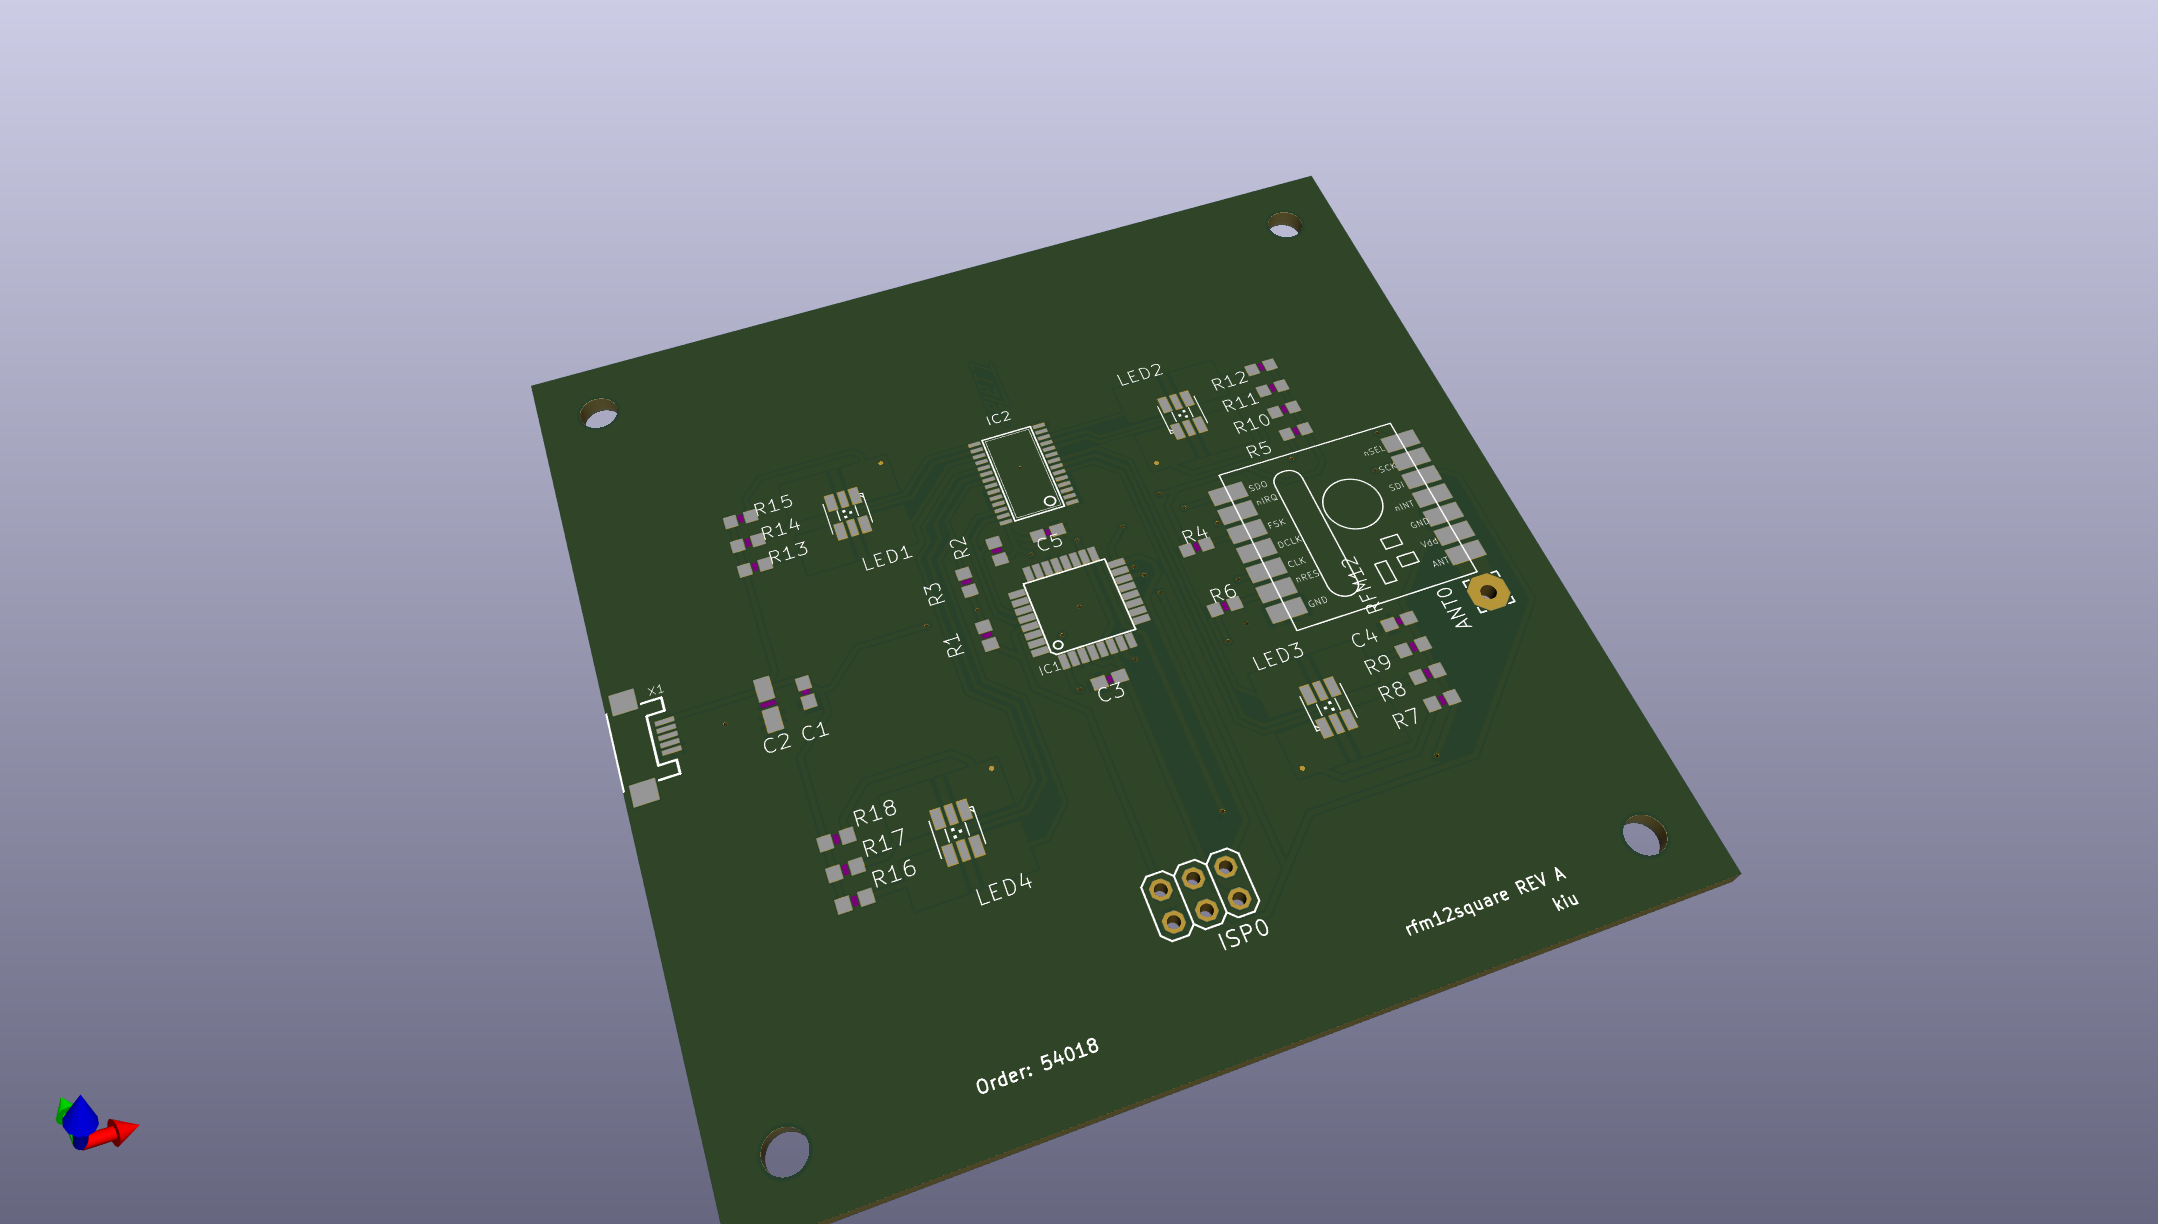 LED2
R12
R11
R10
R5
IC2
nSEL
SCK
SDI
nINT
GND
Vdd
ANT
SDO
nIRQ
FSK
DCLK
CLK
nRES
GND
RFM12
ANT0
R15
R14
R13
LED1
R2
C5
R4
R3
R6
R1
IC1
C3
LED3
C4
R9
R8
R7
X1
C2
C1
R18
R17
R16
LED4
ISP0
rfm12square REV A
kiu
Order: 54018